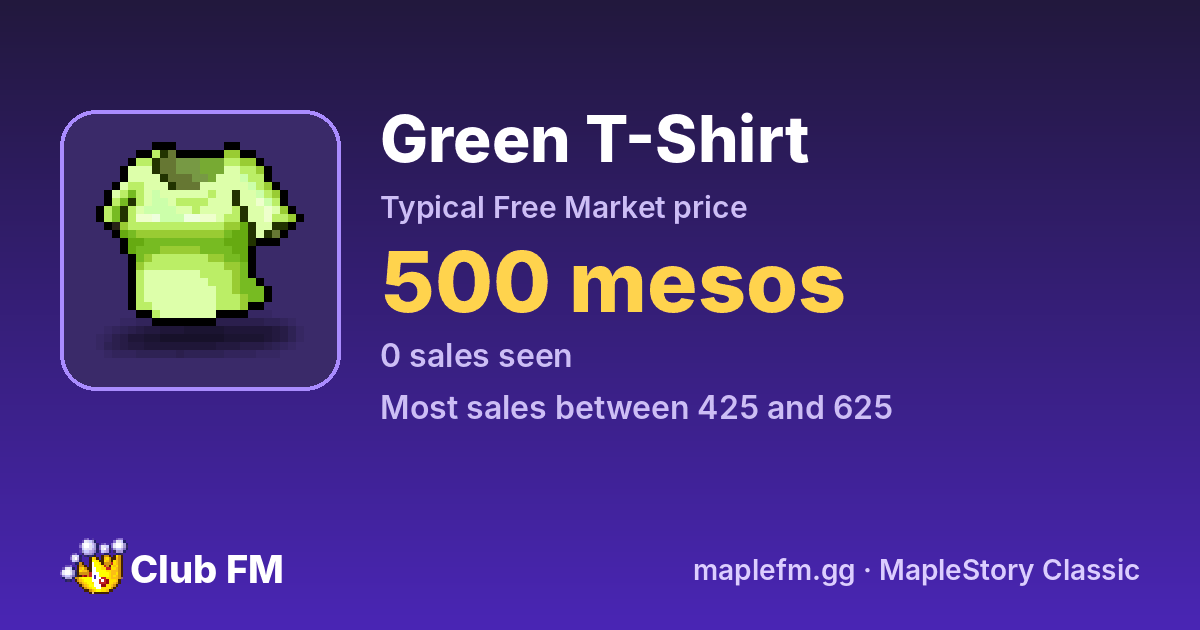 Green T-Shirt
Typical Free Market price
500 mesos
0 sales seen
Most sales between 425 and 625
Club FM
maplefm.gg · MapleStory Classic